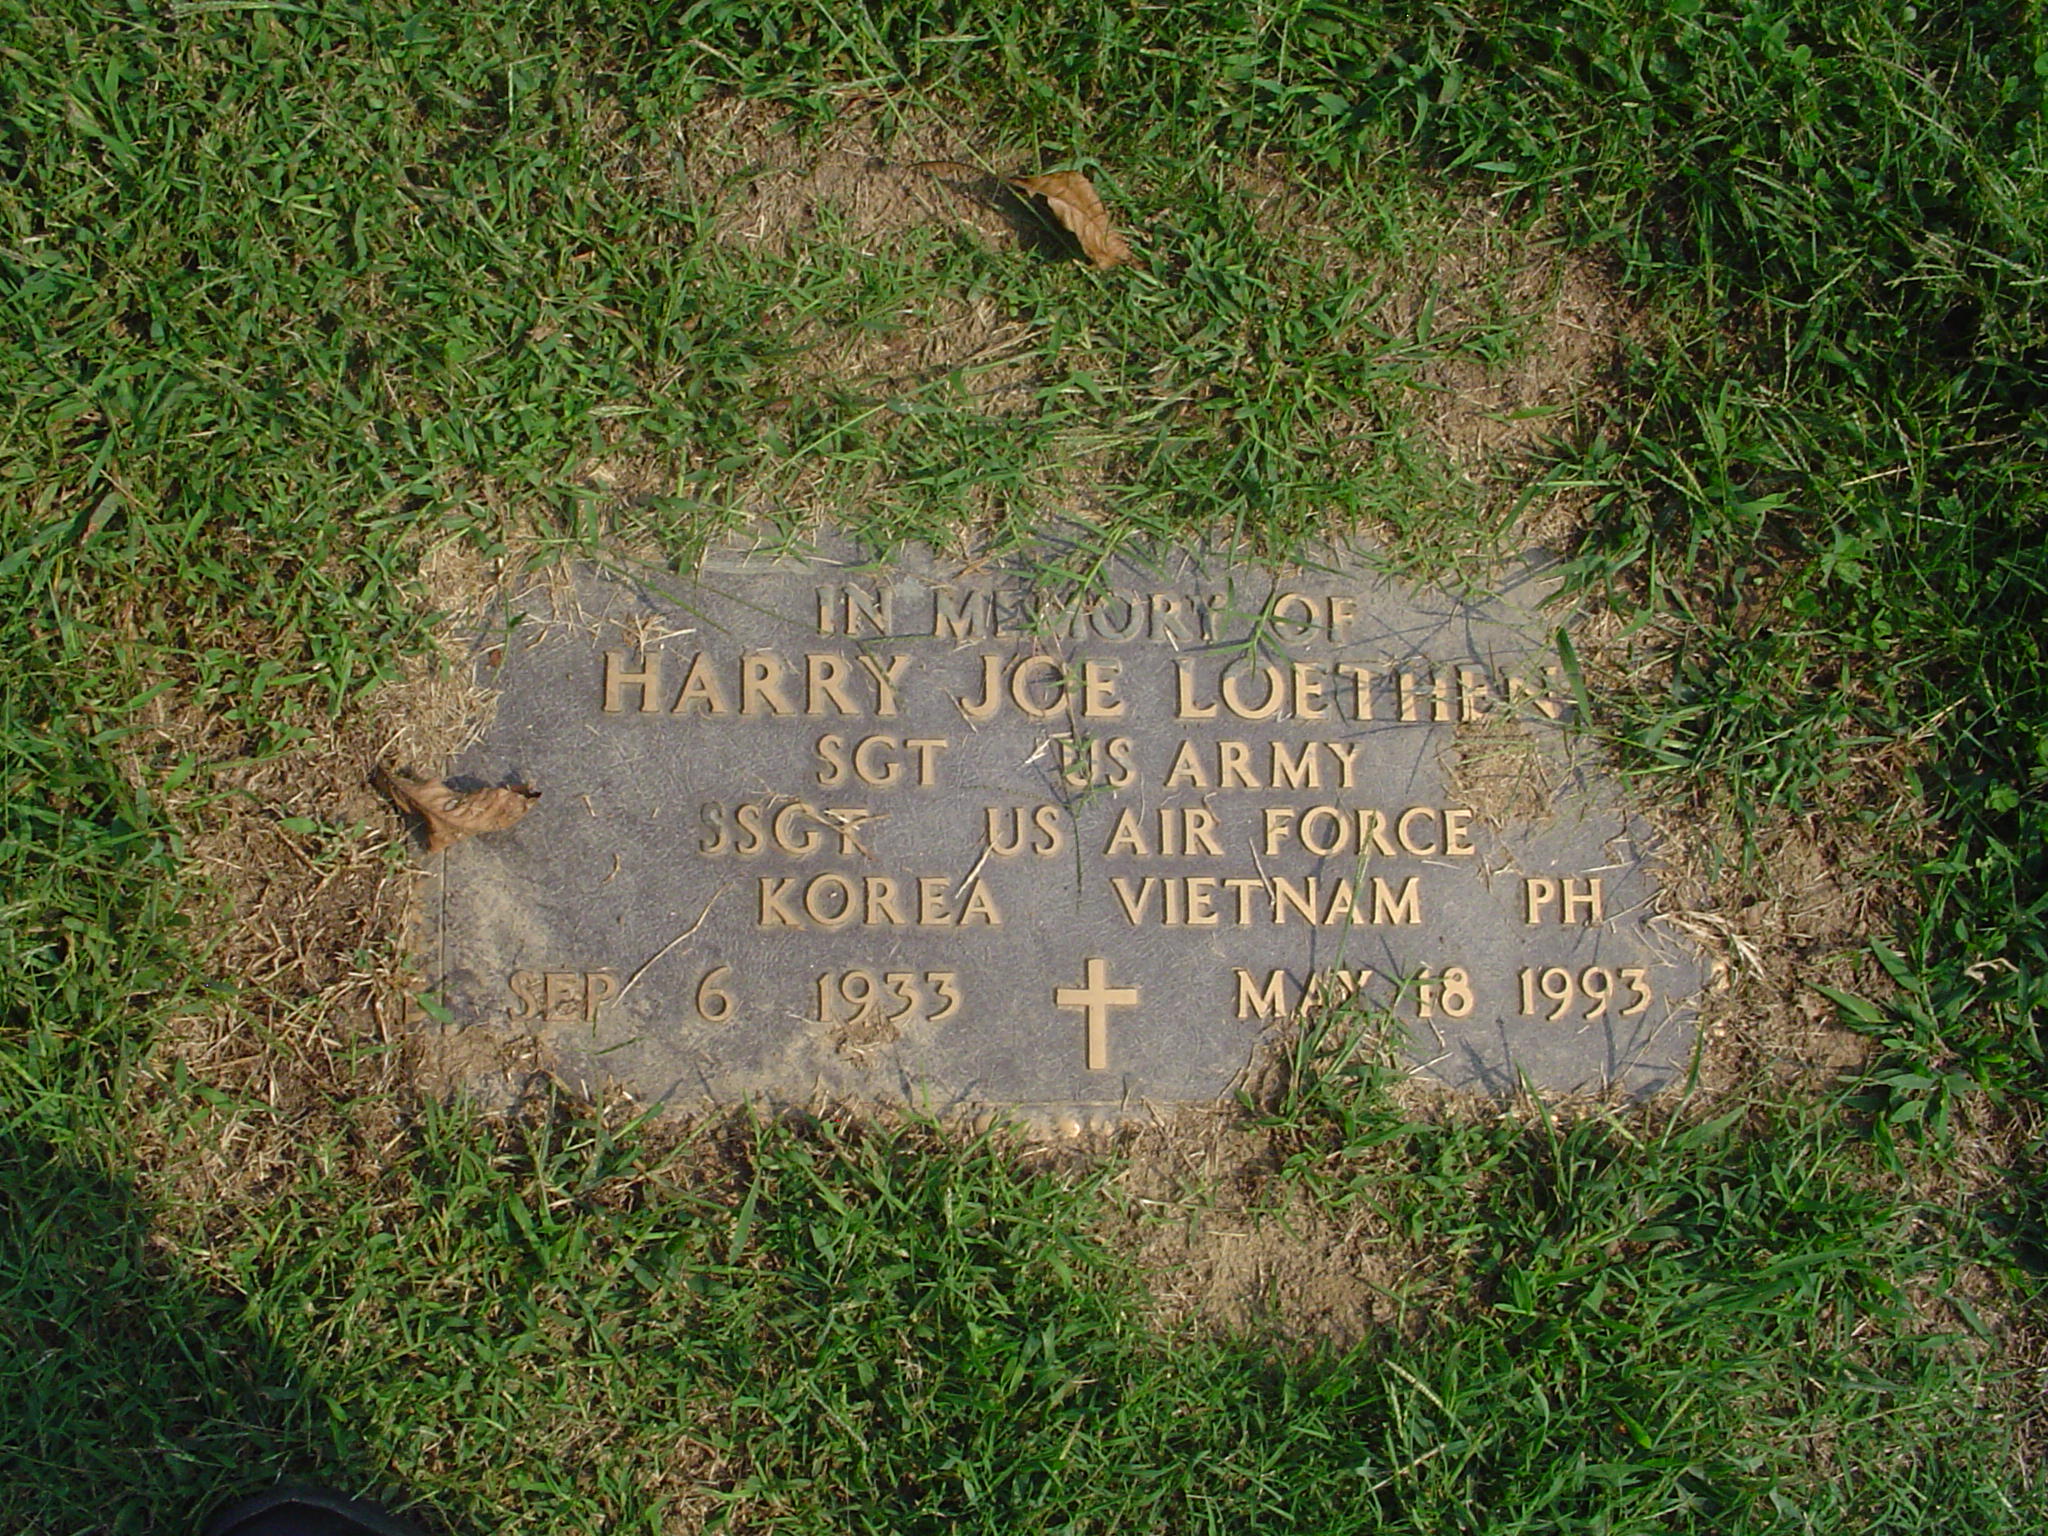 IN MEMORY OF
HARRY JOE LOETHEN
SGT US ARMY
SSGT US AIR FORCE
KOREA VIETNAM PH
SEP 6 1933 MAY 18 1993